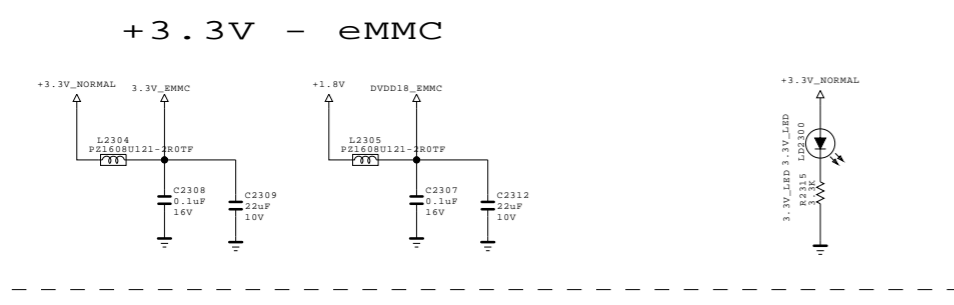 +3.3V - eMMC
+3.3V_NORMAL
3.3V_EMMC
L2304
PZ1608U121-2R0TF
C2308
0.1uF
16V
C2309
22uF
10V
+1.8V
DVDD18_EMMC
L2305
PZ1608U121-2R0TF
C2307
0.1uF
16V
C2312
22uF
10V
+3.3V_NORMAL
3.3V_LED
LD2300
3.3V_LED
R2315
3.3K